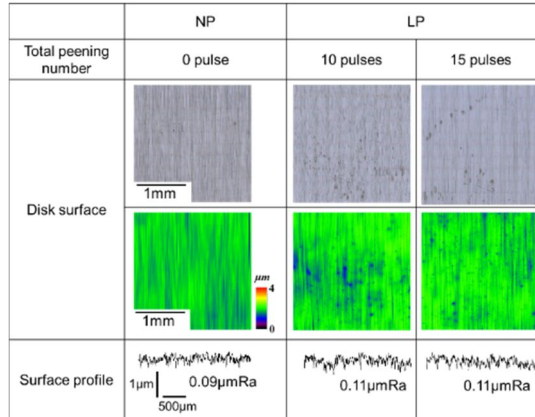 NP LP
Total peening number 0 pulse 10 pulses 15 pulses
Disk surface
1mm
μm
4
0
1mm
Surface profile
1μm 0.09μmRa 0.11μmRa 0.11μmRa
500μm